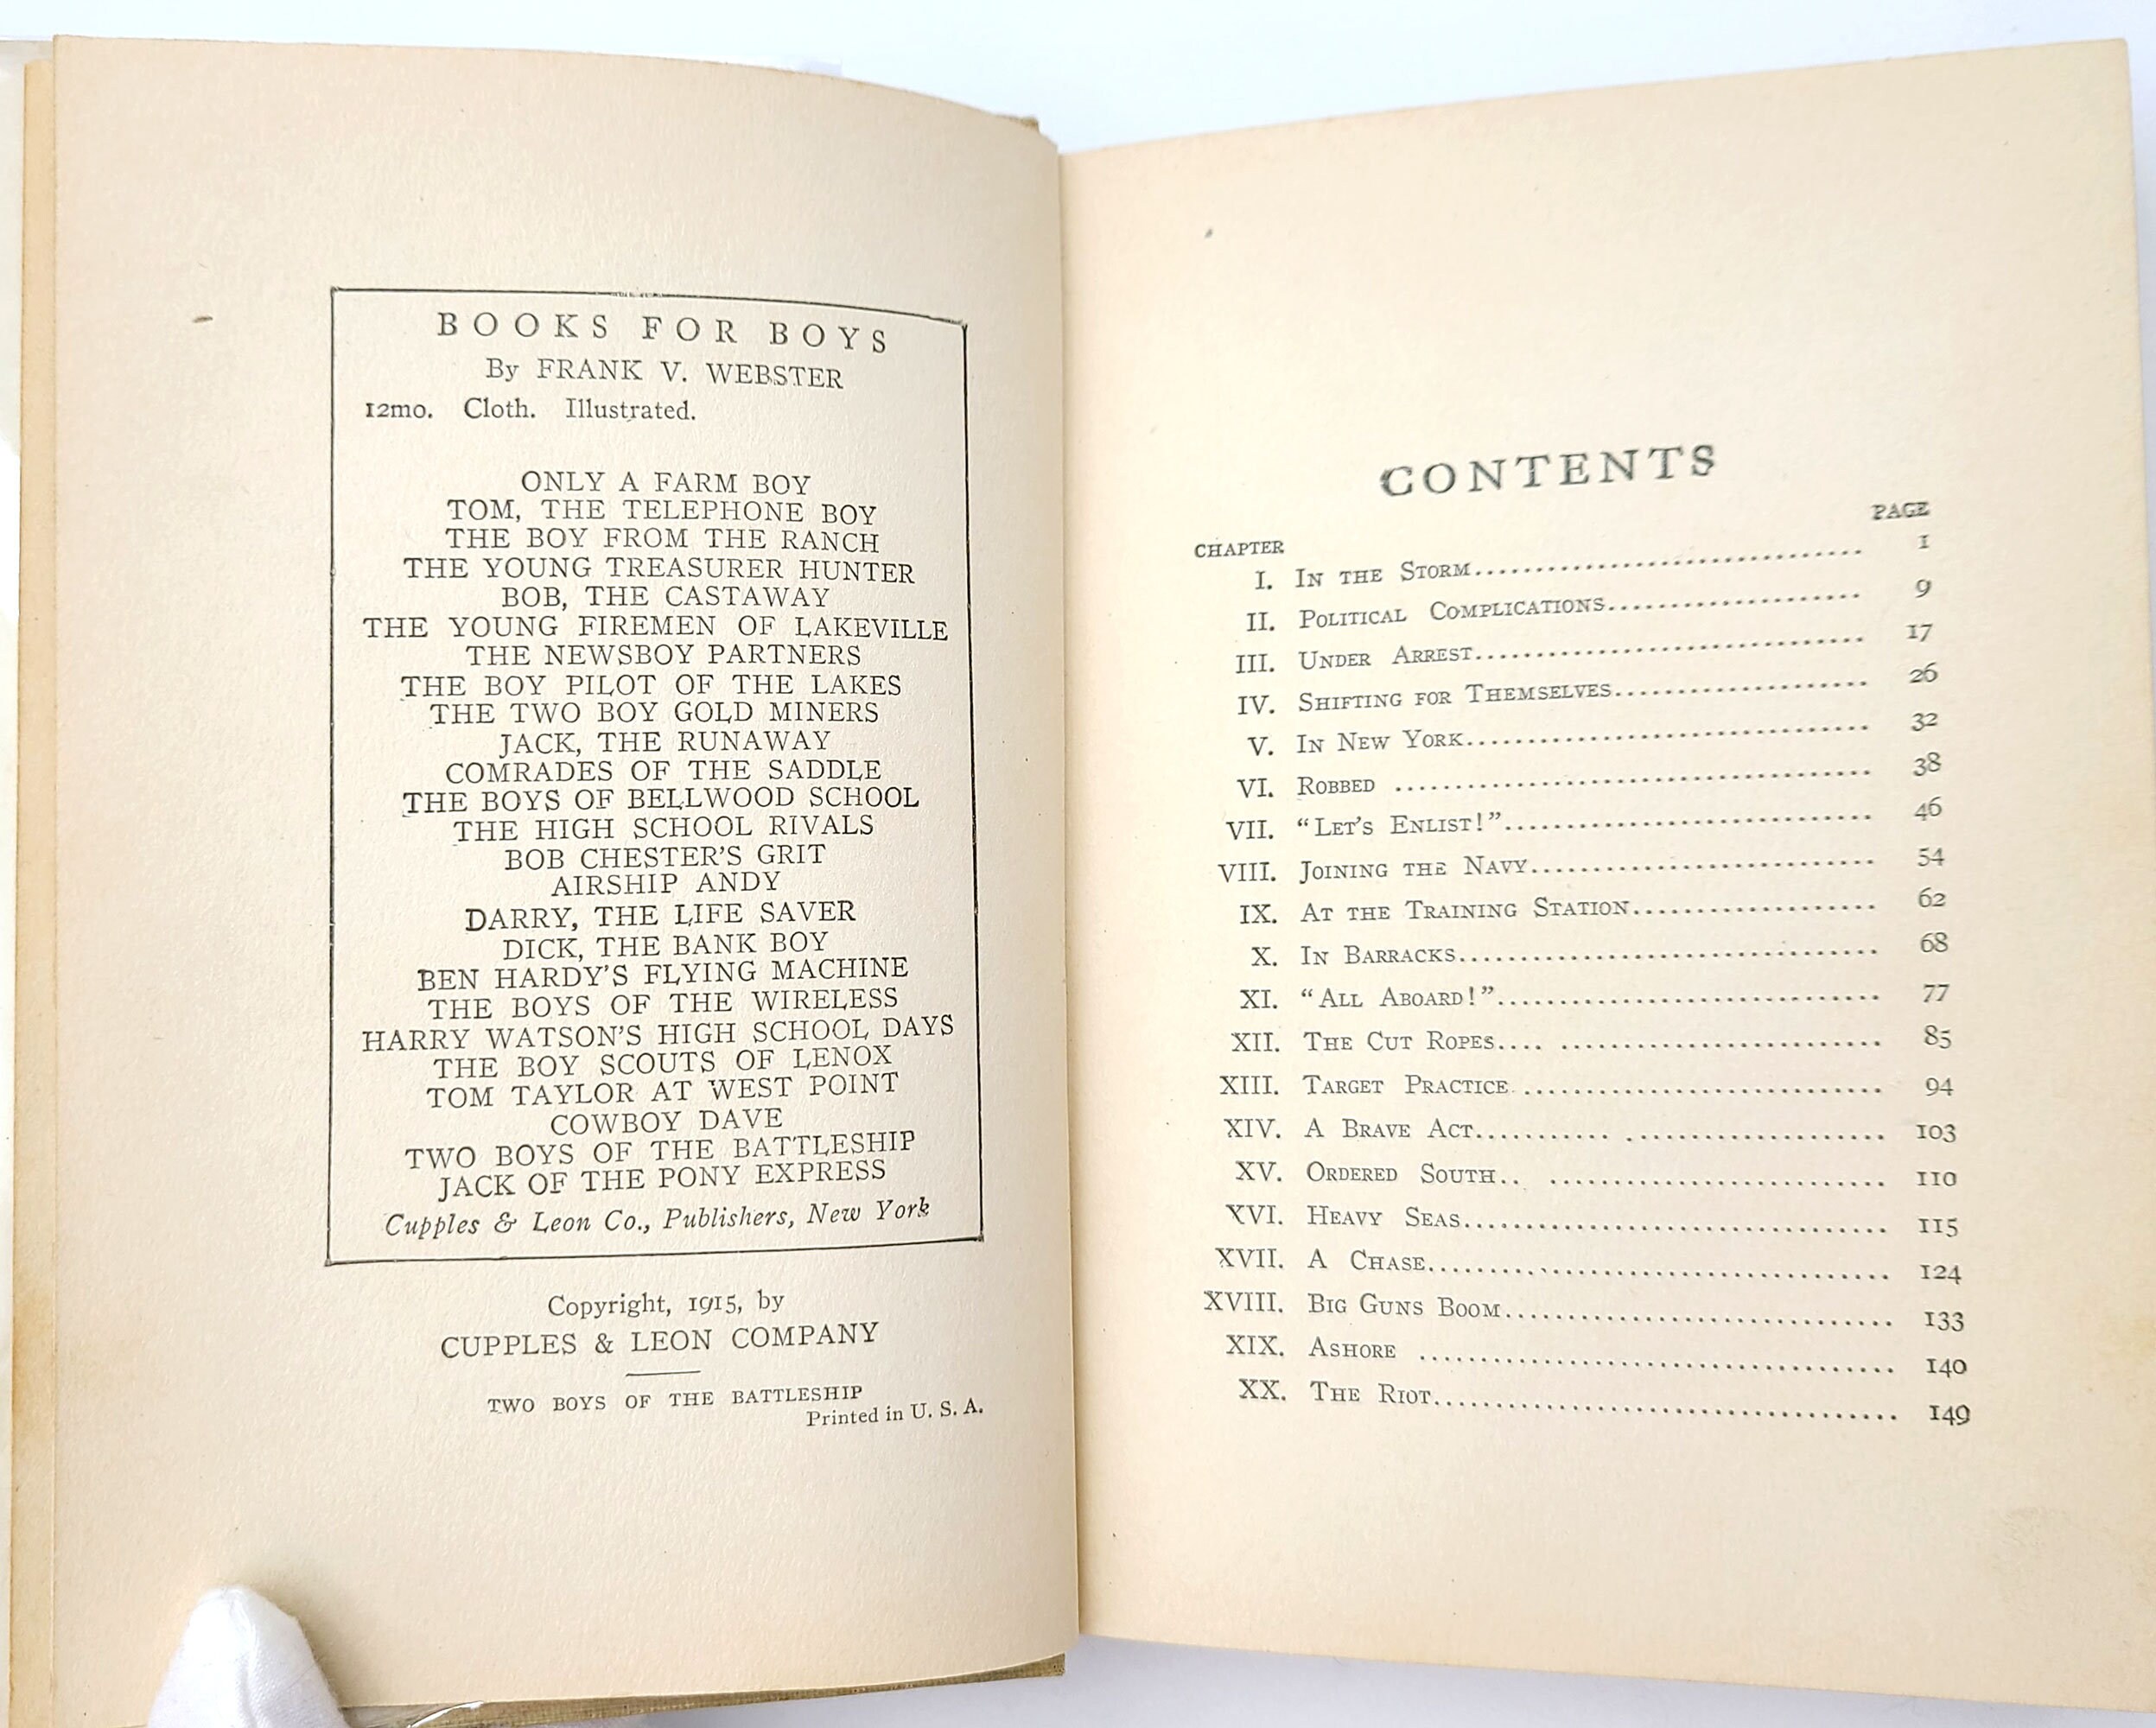 BOOKS FOR BOYS
By FRANK V. WEBSTER
12mo. Cloth. Illustrated.
ONLY A FARM BOY
TOM, THE TELEPHONE BOY
THE BOY FROM THE RANCH
THE YOUNG TREASURER HUNTER
BOB, THE CASTAWAY
THE YOUNG FIREMEN OF LAKEVILLE
THE NEWSBOY PARTNERS
THE BOY PILOT OF THE LAKES
THE TWO BOY GOLD MINERS
JACK, THE RUNAWAY
COMRADES OF THE SADDLE
THE BOYS OF BELLWOOD SCHOOL
THE HIGH SCHOOL RIVALS
BOB CHESTER'S GRIT
AIRSHIP ANDY
DARRY, THE LIFE SAVER
DICK, THE BANK BOY
BEN HARDY'S FLYING MACHINE
THE BOYS OF THE WIRELESS
HARRY WATSON'S HIGH SCHOOL DAYS
THE BOY SCOUTS OF LENOX
TOM TAYLOR AT WEST POINT
COWBOY DAVE
TWO BOYS OF THE BATTLESHIP
JACK OF THE PONY EXPRESS
Cupples & Leon Co., Publishers, New York
Copyright, 1915, by
CUPPLES & LEON COMPANY
TWO BOYS OF THE BATTLESHIP
Printed in U. S. A.
CONTENTS
CHAPTER PAGE
I. IN THE STORM 1
II. POLITICAL COMPLICATIONS 9
III. UNDER ARREST 17
IV. SHIFTING FOR THEMSELVES 26
V. IN NEW YORK 32
VI. ROBBED 38
VII. "LET'S ENLIST!" 46
VIII. JOINING THE NAVY 54
IX. AT THE TRAINING STATION 62
X. IN BARRACKS 68
XI. "ALL ABOARD!" 77
XII. THE CUT ROPES 85
XIII. TARGET PRACTICE 94
XIV. A BRAVE ACT 103
XV. ORDERED SOUTH 110
XVI. HEAVY SEAS 115
XVII. A CHASE 124
XVIII. BIG GUNS BOOM 133
XIX. ASHORE 140
XX. THE RIOT 149